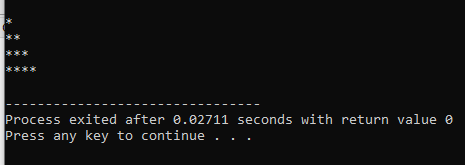 *
**
***
****
--------------------------------
Process exited after 0.02711 seconds with return value 0
Press any key to continue . . .